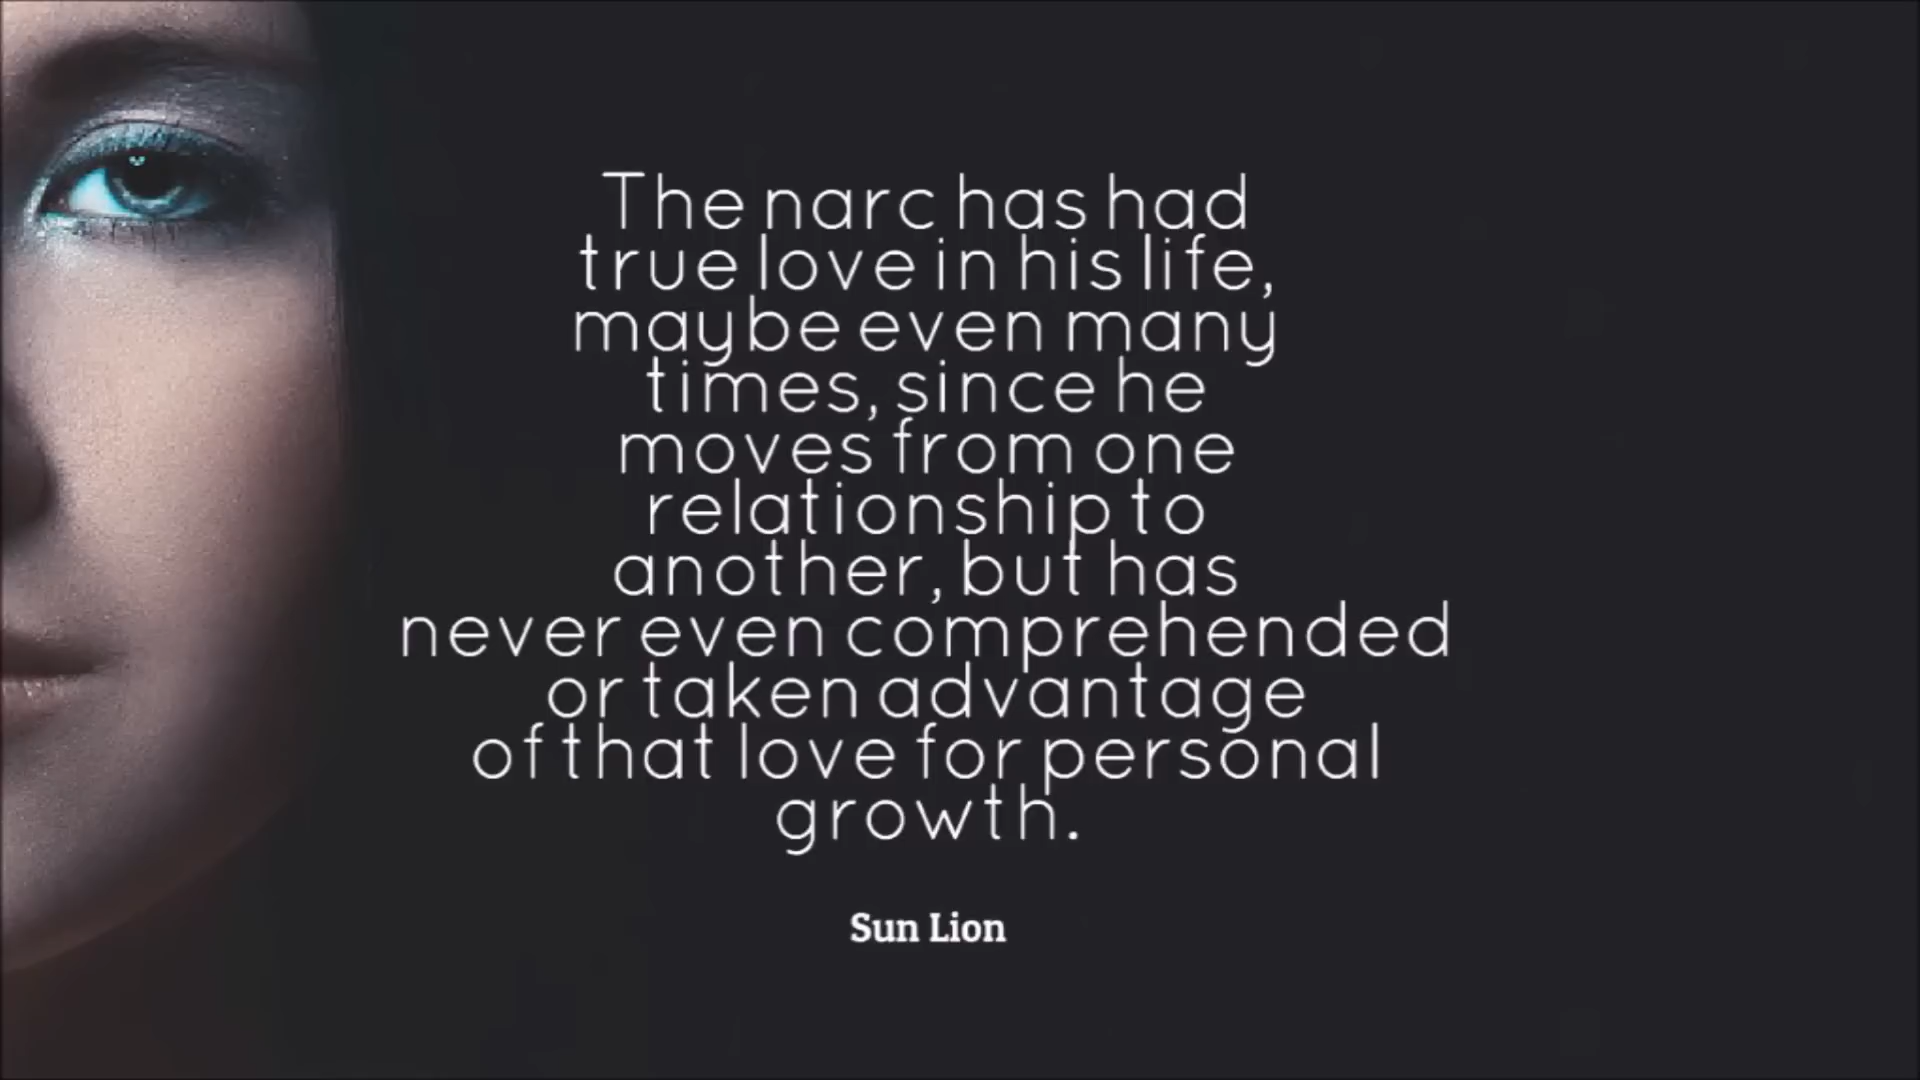 The narc has had
true love in his life,
maybe even many
times, since he
moves from one
relationship to
another, but has
never even comprehended
or taken advantage
of that love for personal
growth.
Sun Lion